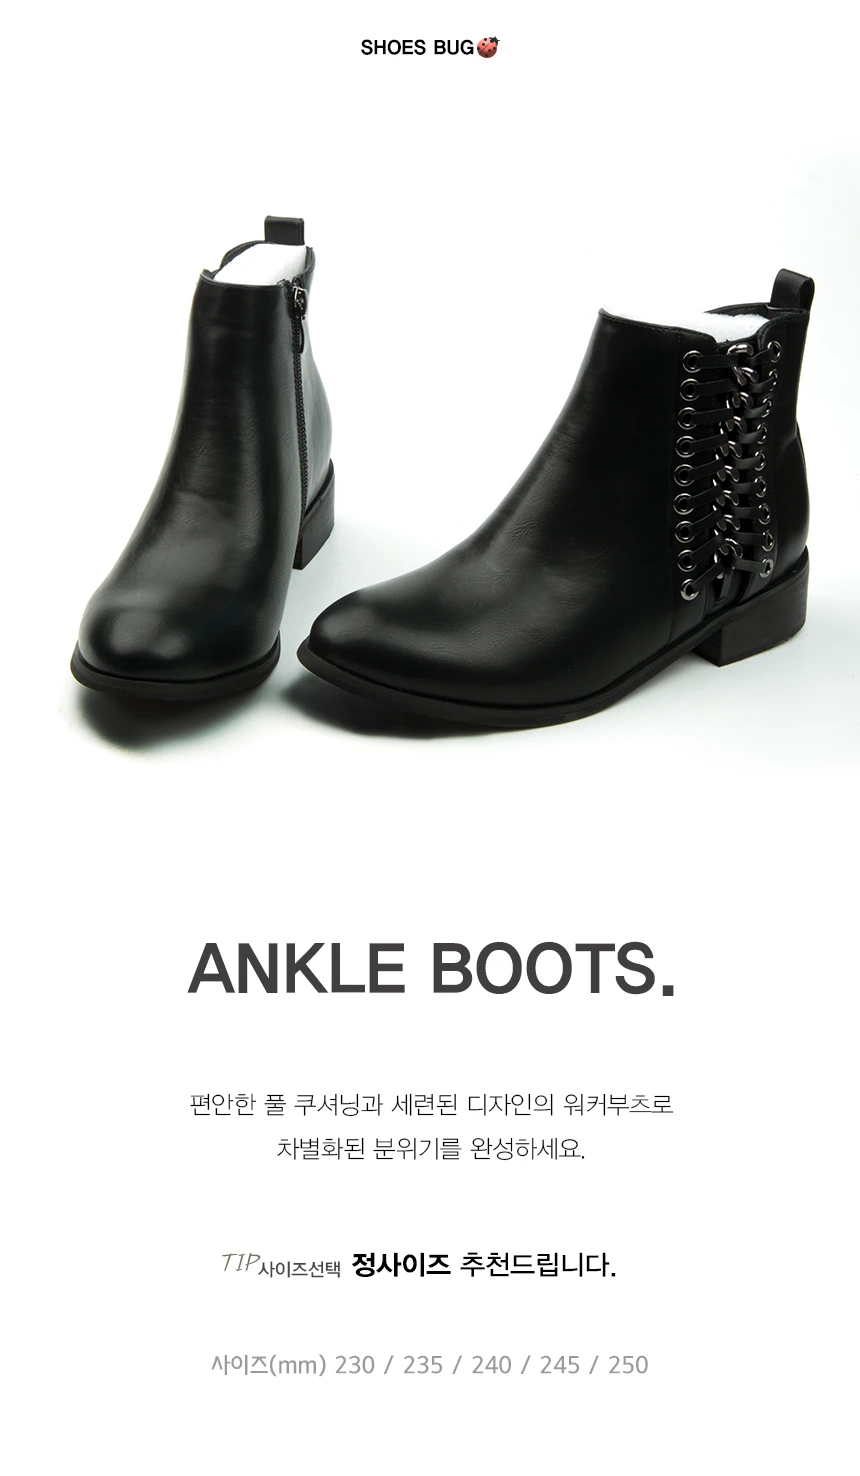 SHOES BUG
ANKLE BOOTS.
편안한 풀 쿠셔닝과 세련된 디자인의 워커부츠로
차별화된 분위기를 완성하세요.
TIP사이즈선택 정사이즈 추천드립니다.
사이즈(mm) 230 / 235 / 240 / 245 / 250